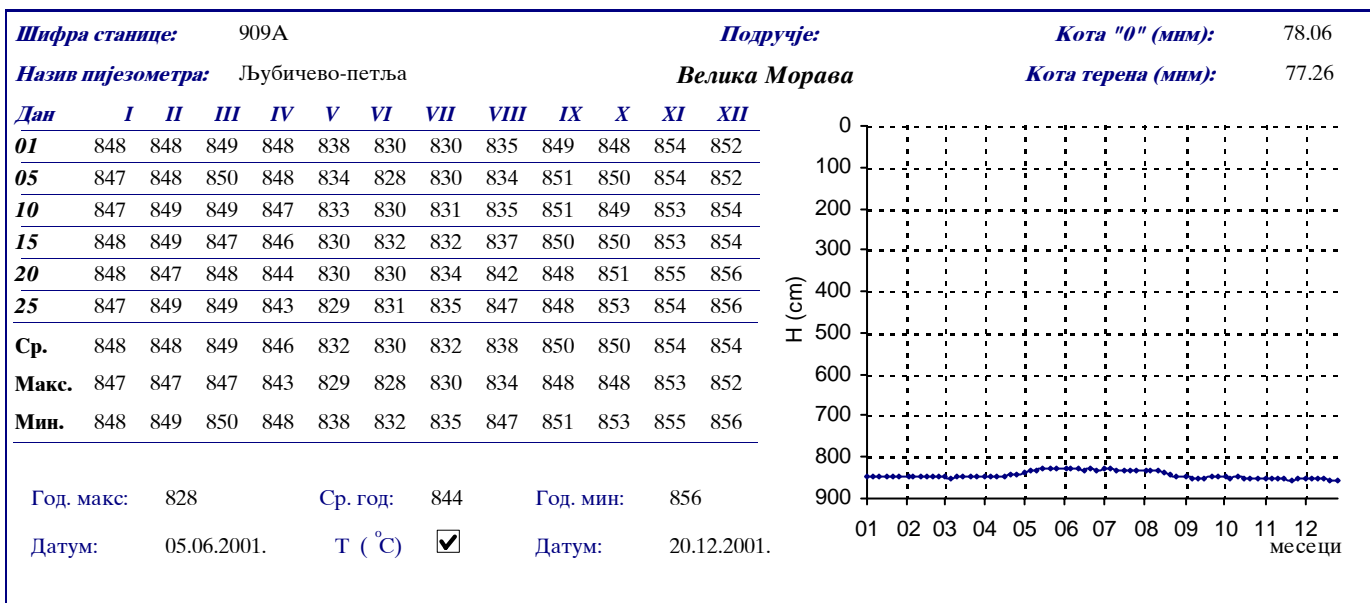 Шифра станице: 909A Подручје: Кота "0" (мнм): 78.06
Назив пијезометра: Љубичево-петља Велика Морава Кота терена (мнм): 77.26
Дан I II III IV V VI VII VIII IX X XI XII
01 848 848 849 848 838 830 830 835 849 848 854 852
05 847 848 850 848 834 828 830 834 851 850 854 852
10 847 849 849 847 833 830 831 835 851 849 853 854
15 848 849 847 846 830 832 832 837 850 850 853 854
20 848 847 848 844 830 830 834 842 848 851 855 856
25 847 849 849 843 829 831 835 847 848 853 854 856
Ср. 848 848 849 846 832 830 832 838 850 850 854 854
Макс. 847 847 847 843 829 828 830 834 848 848 853 852
Мин. 848 849 850 848 838 832 835 847 851 853 855 856
Год. макс: 828 Ср. год: 844 Год. мин: 856
Датум: 05.06.2001. T (°C) ☑ Датум: 20.12.2001.
H (cm)
0
100
200
300
400
500
600
700
800
900
01 02 03 04 05 06 07 08 09 10 11 12
месеци